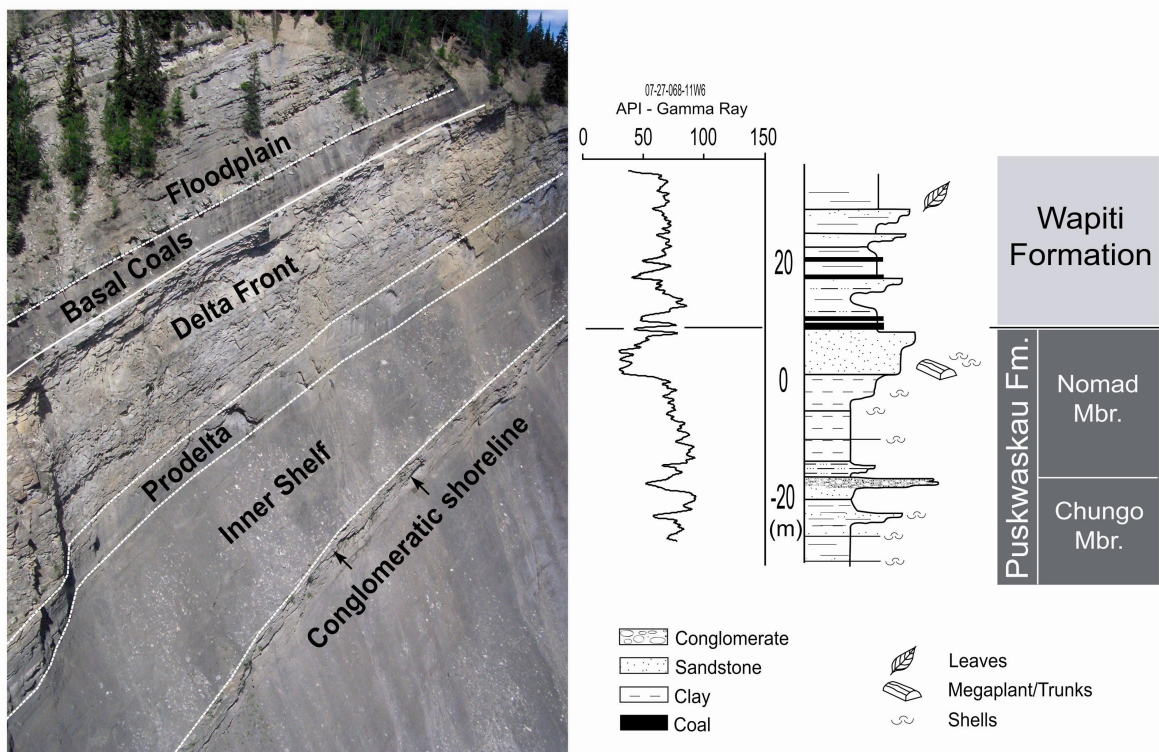 Floodplain
Basal Coals
Delta Front
Prodelta
Inner Shelf
Conglomeratic shoreline
07-27-068-11W6
API - Gamma Ray
0 50 100 150
20
0
-20
(m)
Wapiti
Formation
Puskwaskau Fm.
Nomad
Mbr.
Chungo
Mbr.
Conglomerate
Sandstone
Clay
Coal
Leaves
Megaplant/Trunks
Shells